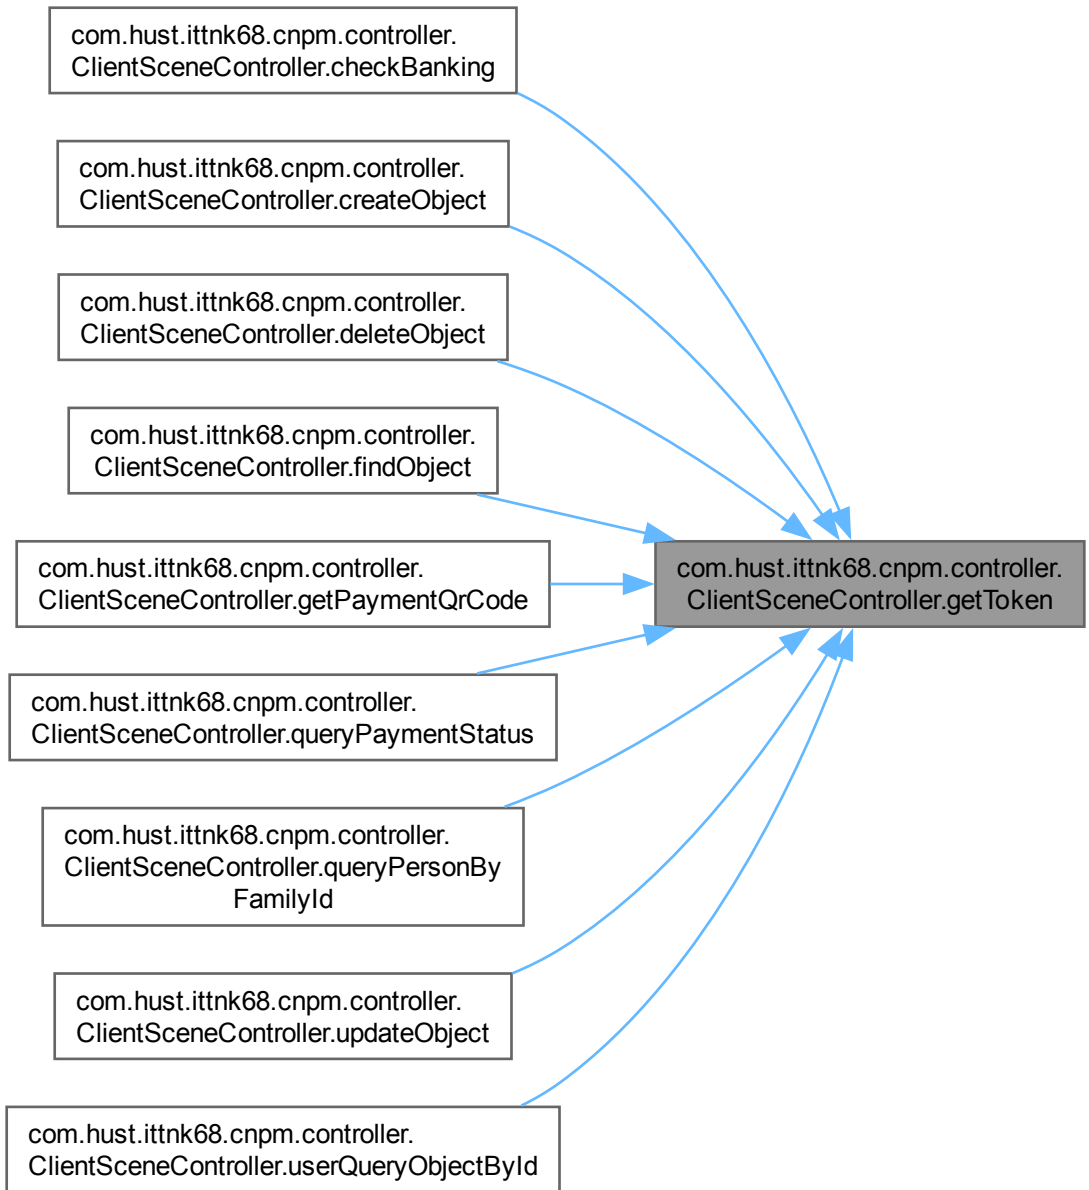 com.hust.ittnk68.cnpm.controller.
ClientSceneController.checkBanking
com.hust.ittnk68.cnpm.controller.
ClientSceneController.createObject
com.hust.ittnk68.cnpm.controller.
ClientSceneController.deleteObject
com.hust.ittnk68.cnpm.controller.
ClientSceneController.findObject
com.hust.ittnk68.cnpm.controller.
ClientSceneController.getPaymentQrCode
com.hust.ittnk68.cnpm.controller.
ClientSceneController.getToken
com.hust.ittnk68.cnpm.controller.
ClientSceneController.queryPaymentStatus
com.hust.ittnk68.cnpm.controller.
ClientSceneController.queryPersonBy
FamilyId
com.hust.ittnk68.cnpm.controller.
ClientSceneController.updateObject
com.hust.ittnk68.cnpm.controller.
ClientSceneController.userQueryObjectById